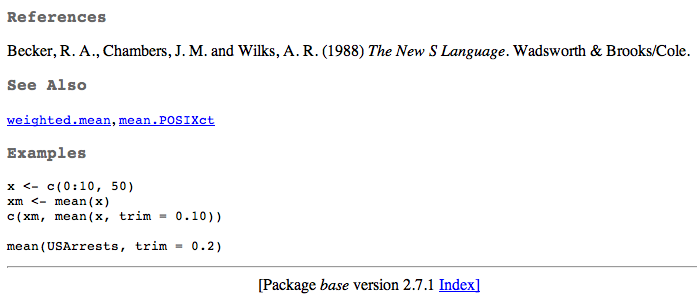 References
Becker, R. A., Chambers, J. M. and Wilks, A. R. (1988) The New S Language. Wadsworth & Brooks/Cole.
See Also
weighted.mean, mean.POSIXct
Examples
x <- c(0:10, 50)
xm <- mean(x)
c(xm, mean(x, trim = 0.10))
mean(USArrests, trim = 0.2)
[Package base version 2.7.1 Index]